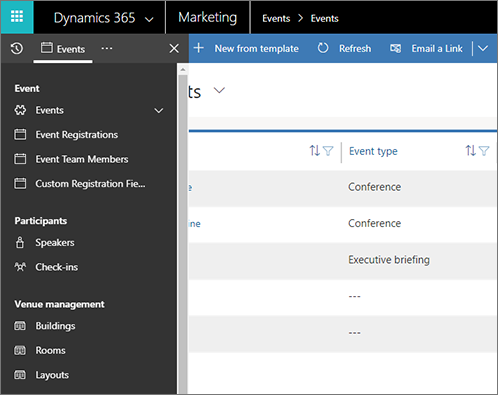 Dynamics 365
Marketing
Events > Events
Events
...
+ New from template
Refresh
Email a Link
ts
Event
Events
Event Registrations
Event Team Members
Custom Registration Fie...
Participants
Speakers
Check-ins
Venue management
Buildings
Rooms
Layouts
Event type
e
Conference
ne
Conference
Executive briefing
---
---